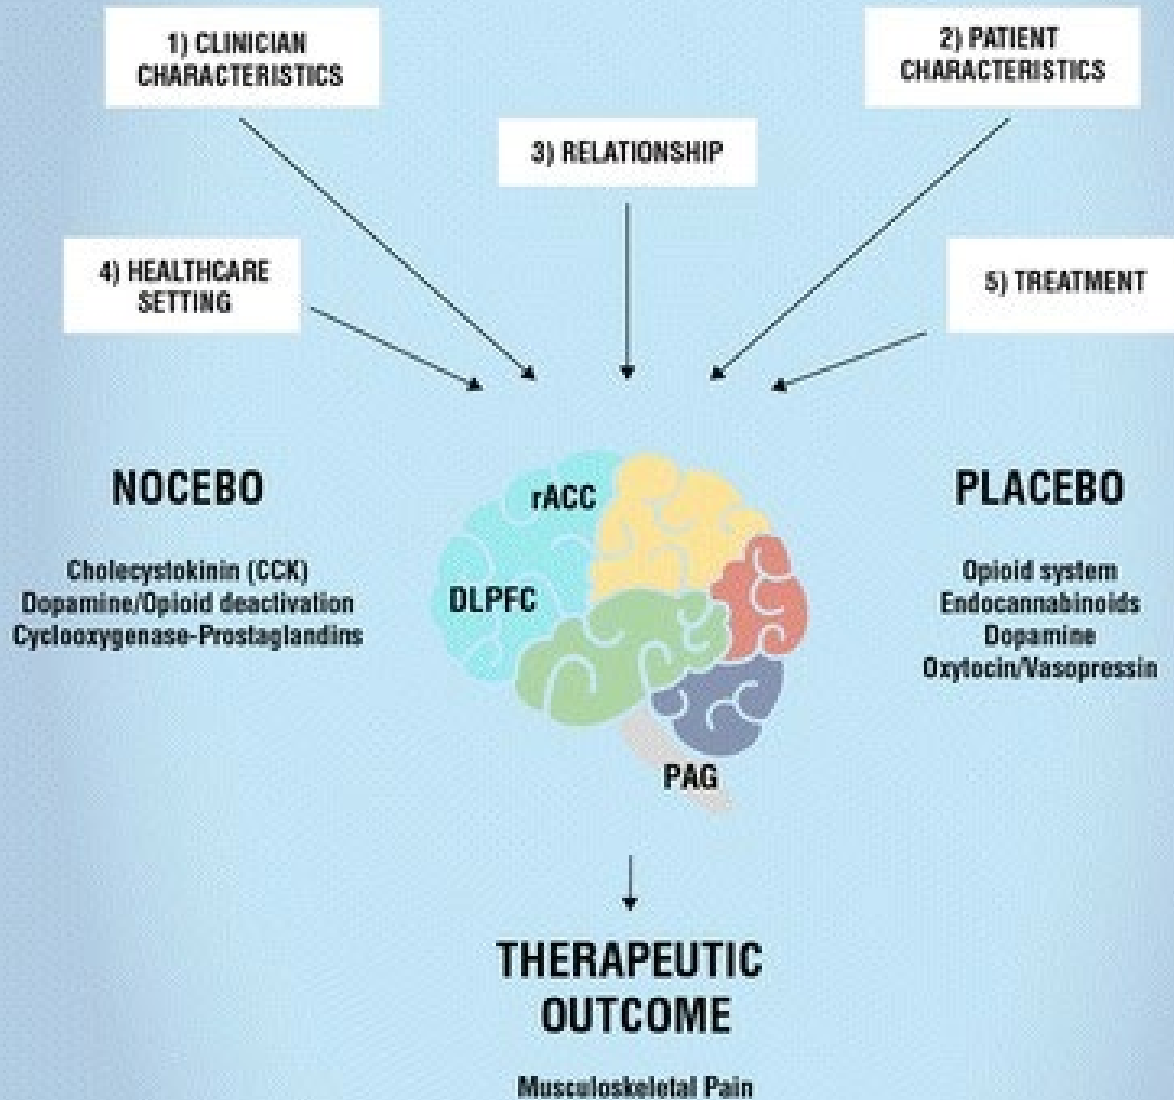 1) CLINICIAN
CHARACTERISTICS
2) PATIENT
CHARACTERISTICS
3) RELATIONSHIP
4) HEALTHCARE
SETTING
5) TREATMENT
NOCEBO
Cholecystokinin (CCK)
Dopamine/Opioid deactivation
Cyclooxygenase-Prostaglandins
rACC
DLPFC
PAG
PLACEBO
Opioid system
Endocannabinoids
Dopamine
Oxytocin/Vasopressin
THERAPEUTIC
OUTCOME
Musculoskeletal Pain